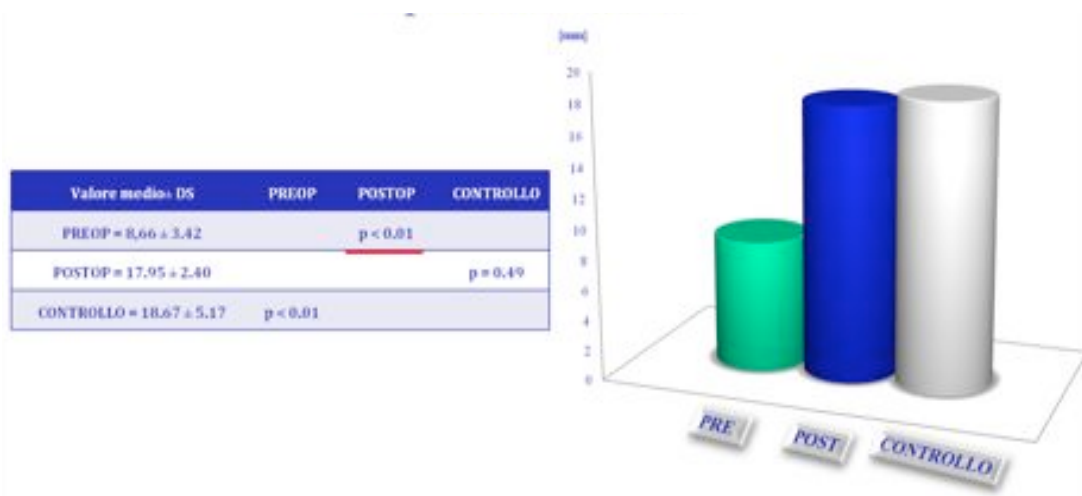 Valore medio± DS PREOP POSTOP CONTROLLO
PREOP = 8,66 ± 3.42 p < 0.01
POSTOP = 17.95 ± 2.40 p = 0.49
CONTROLLO = 18.67 ± 5.17 p < 0.01
[mm]
20
18
16
14
12
10
8
6
4
2
0
PRE
POST
CONTROLLO